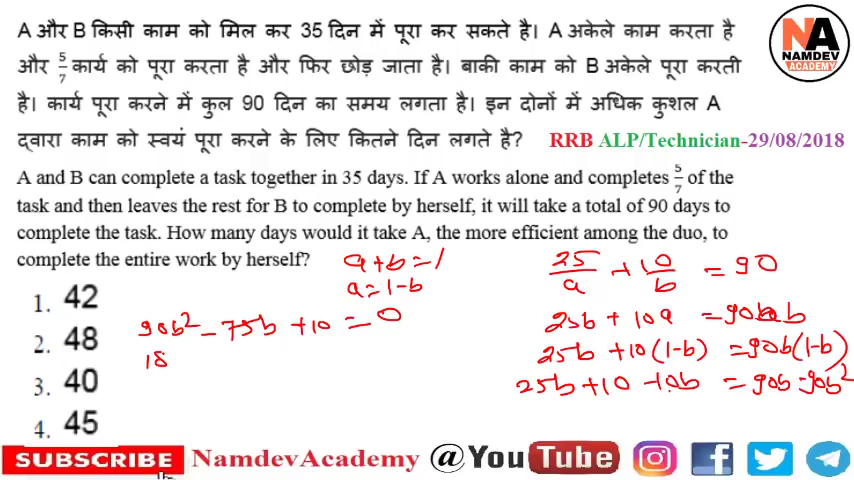 A और B किसी काम को मिल कर 35 दिन में पूरा कर सकते है। A अकेले काम करता है
और 5/7 कार्य को पूरा करता है और फिर छोड़ जाता है। बाकी काम को B अकेले पूरा करती
है। कार्य पूरा करने में कुल 90 दिन का समय लगता है। इन दोनों में अधिक कुशल A
द्वारा काम को स्वयं पूरा करने के लिए कितने दिन लगते है? RRB ALP/Technician-29/08/2018
NAMDEV
ACADEMY
A and B can complete a task together in 35 days. If A works alone and completes 5/7 of the
task and then leaves the rest for B to complete by herself, it will take a total of 90 days to
complete the task. How many days would it take A, the more efficient among the duo, to
complete the entire work by herself?
a+b=1
a=1-b
25/a + 10/b = 90
25b + 10a = 90ab
25b + 10(1-b) = 90b(1-b)
25b+10-10b = 90b-90b²
90b² - 75b + 10 = 0
18
1. 42
2. 48
3. 40
4. 45
SUBSCRIBE NamdevAcademy @YouTube